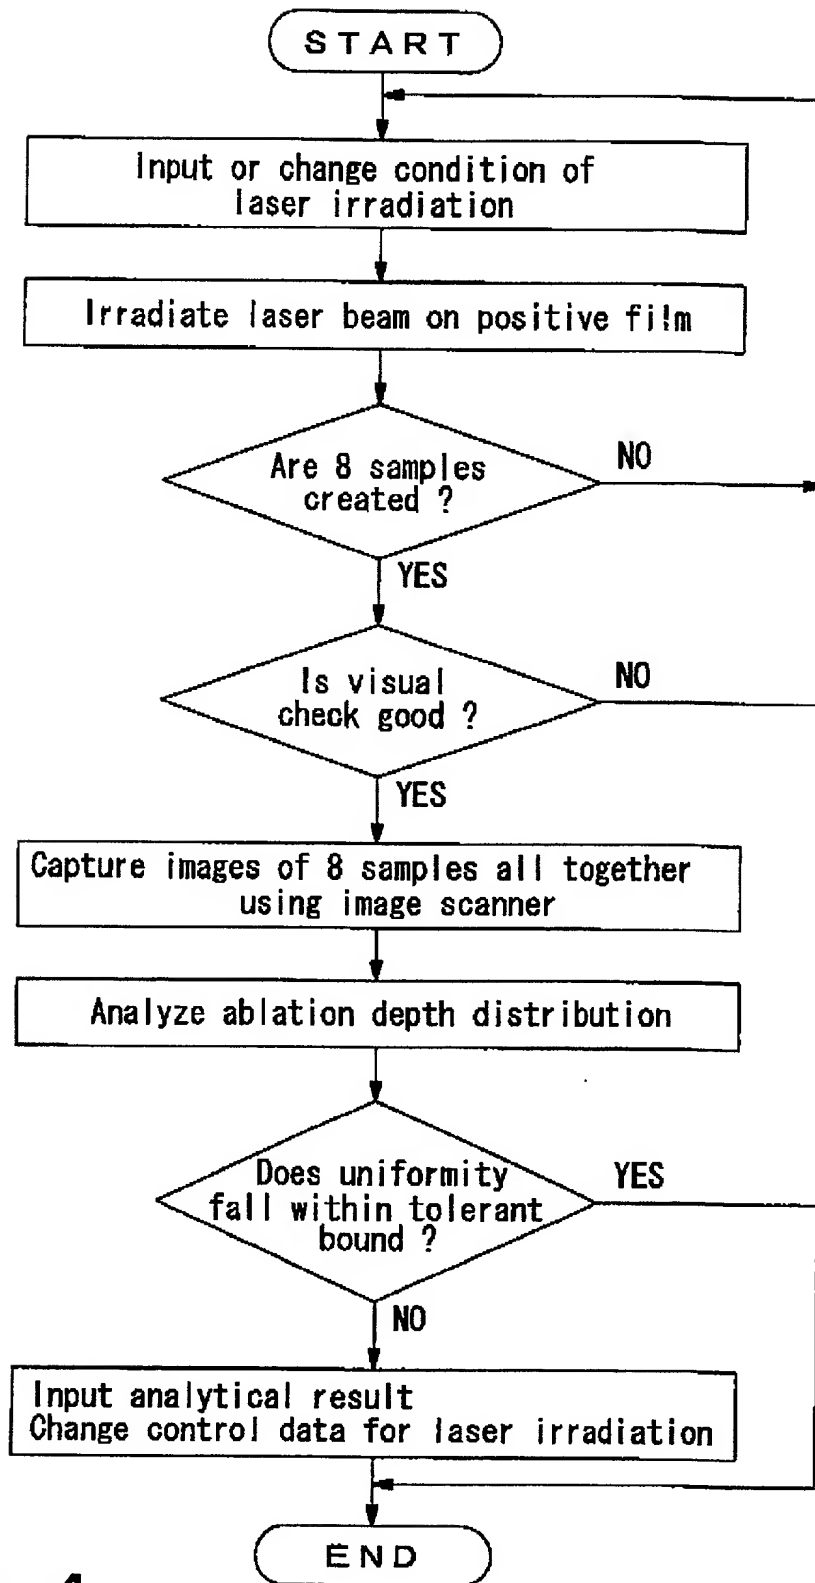 START
Input or change condition of
laser irradiation
Irradiate laser beam on positive film
Are 8 samples
created ?
NO
YES
Is visual
check good ?
NO
YES
Capture images of 8 samples all together
using image scanner
Analyze ablation depth distribution
Does uniformity
fall within tolerant
bound ?
YES
NO
Input analytical result
Change control data for laser irradiation
END